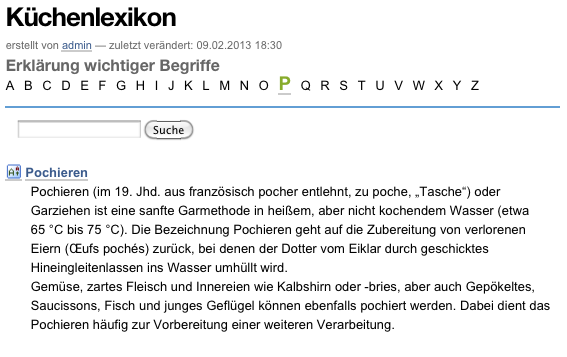 Küchenlexikon
erstellt von admin — zuletzt verändert: 09.02.2013 18:30
Erklärung wichtiger Begriffe
A B C D E F G H I J K L M N O P Q R S T U V W X Y Z
Suche
Pochieren
Pochieren (im 19. Jhd. aus französisch pocher entlehnt, zu poche, „Tasche“) oder
Garziehen ist eine sanfte Garmethode in heißem, aber nicht kochendem Wasser (etwa
65 °C bis 75 °C). Die Bezeichnung Pochieren geht auf die Zubereitung von verlorenen
Eiern (Œufs pochés) zurück, bei denen der Dotter vom Eiklar durch geschicktes
Hineingleitenlassen ins Wasser umhüllt wird.
Gemüse, zartes Fleisch und Innereien wie Kalbshirn oder -bries, aber auch Gepökeltes,
Saucissons, Fisch und junges Geflügel können ebenfalls pochiert werden. Dabei dient das
Pochieren häufig zur Vorbereitung einer weiteren Verarbeitung.